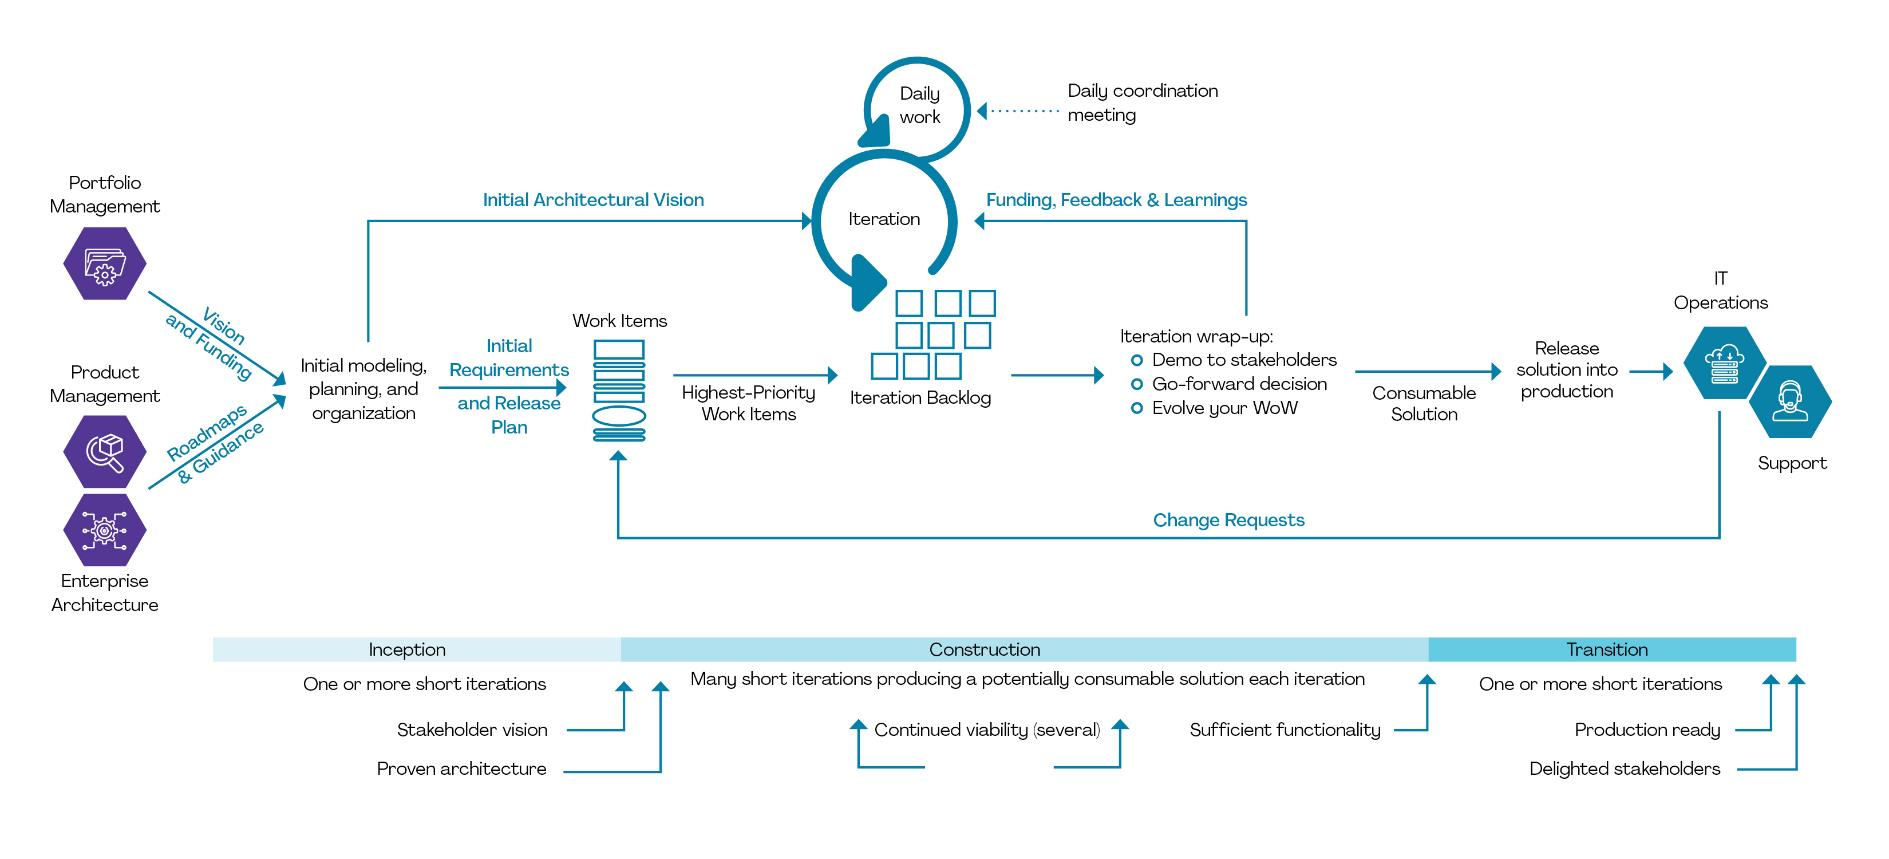 Daily
work
Daily coordination
meeting
Portfolio
Management
Initial Architectural Vision
Iteration
Funding, Feedback & Learnings
Vision
and Funding
Product
Management
Roadmaps
& Guidance
Enterprise
Architecture
Initial modeling,
planning, and
organization
Initial
Requirements
and Release
Plan
Work Items
Highest-Priority
Work Items
Iteration Backlog
Iteration wrap-up:
Demo to stakeholders
Go-forward decision
Evolve your WoW
Consumable
Solution
Release
solution into
production
IT
Operations
Support
Change Requests
Inception
Construction
Transition
One or more short iterations
Many short iterations producing a potentially consumable solution each iteration
One or more short iterations
Stakeholder vision
Continued viability (several)
Sufficient functionality
Production ready
Proven architecture
Delighted stakeholders